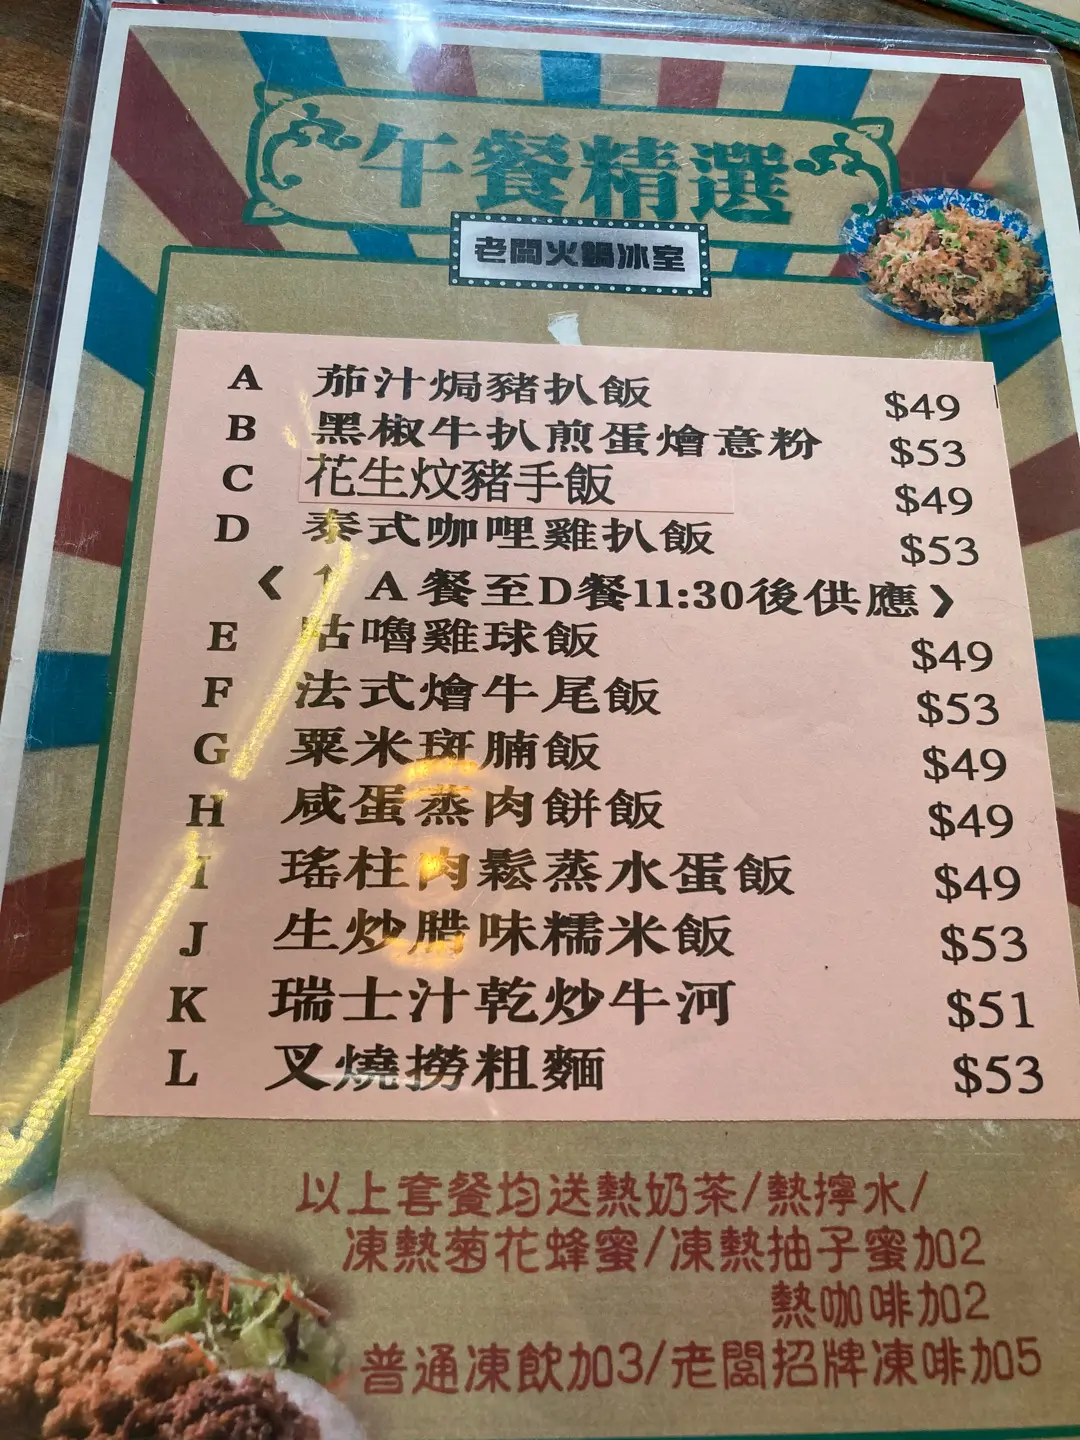 午餐精選
老闆火鍋冰室
A 茄汁焗豬扒飯 $49
B 黑椒牛扒煎蛋燴意粉 $53
C 花生炆豬手飯 $49
D 泰式咖哩雞扒飯 $53
《↑A餐至D餐11:30後供應》
E 咕嚕雞球飯 $49
F 法式燴牛尾飯 $53
G 粟米斑腩飯 $49
H 咸蛋蒸肉餅飯 $49
I 瑤柱肉鬆蒸水蛋飯 $49
J 生炒腊味糯米飯 $53
K 瑞士汁乾炒牛河 $51
L 叉燒撈粗麵 $53
以上套餐均送熱奶茶/熱擰水/
凍熱菊花蜂蜜/凍熱抽子蜜加2
熱咖啡加2
普通凍飲加3/老闆招牌凍啡加5